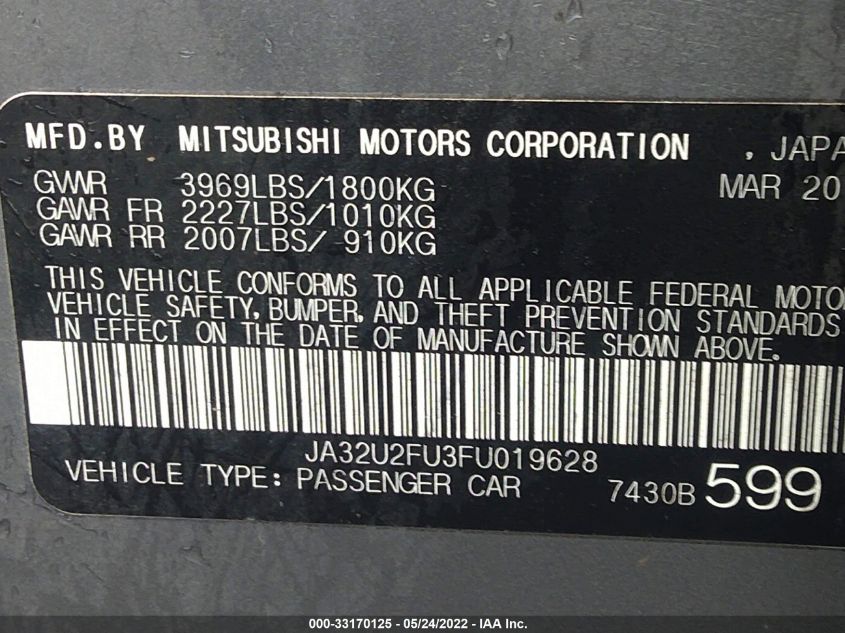 MFD.BY MITSUBISHI MOTORS CORPORATION , JAPA
GVWR 3969LBS/1800KG MAR 20
GAWR FR 2227LBS/1010KG
GAWR RR 2007LBS/ 910KG
THIS VEHICLE CONFORMS TO ALL APPLICABLE FEDERAL MOTO
VEHICLE SAFETY, BUMPER, AND THEFT PREVENTION STANDARDS
IN EFFECT ON THE DATE OF MANUFACTURE SHOWN ABOVE.
JA32U2FU3FU019628
VEHICLE TYPE: PASSENGER CAR 7430B 599
000-33170125 - 05/24/2022 - IAA Inc.